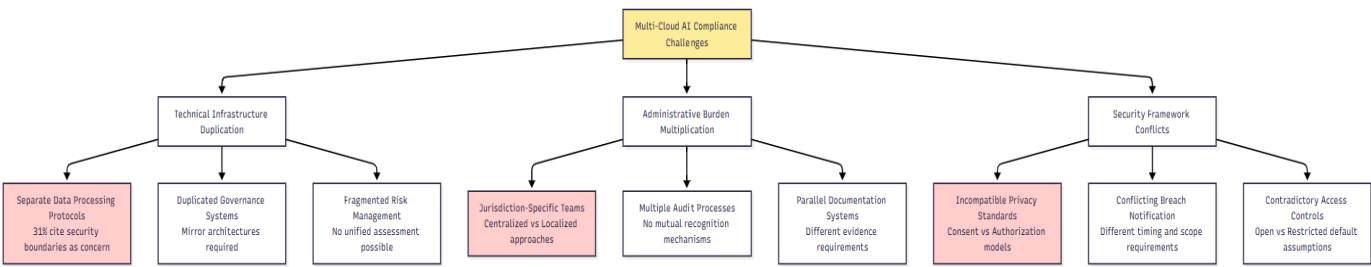 Multi-Cloud AI Compliance
Challenges
Technical Infrastructure
Duplication
Administrative Burden
Multiplication
Security Framework
Conflicts
Separate Data Processing
Protocols
31% cite security
boundaries as concern
Duplicated Governance
Systems
Mirror architectures
required
Fragmented Risk
Management
No unified assessment
possible
Jurisdiction-Specific Teams
Centralized vs Localized
approaches
Multiple Audit Processes
No mutual recognition
mechanisms
Parallel Documentation
Systems
Different evidence
requirements
Incompatible Privacy
Standards
Consent vs Authorization
models
Conflicting Breach
Notification
Different timing and scope
requirements
Contradictory Access
Controls
Open vs Restricted default
assumptions